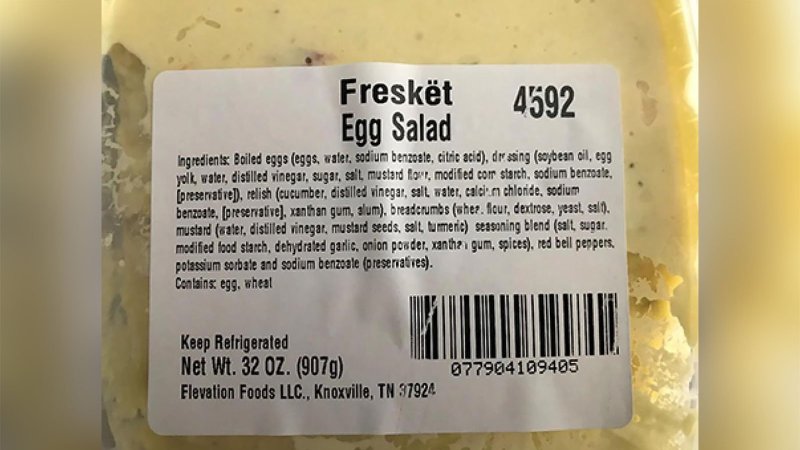 Freskët
4592
Egg Salad
Ingredients: Boiled eggs (eggs, water, sodium benzoate, citric acid), dressing (soybean oil, egg
yolk, water, distilled vinegar, sugar, salt, mustard flour, modified corn starch, sodium benzoate,
[preservative]), relish (cucumber, distilled vinegar, salt, water, calcium chloride, sodium
benzoate, [preservative], xanthan gum, alum), breadcrumbs (wheat flour, dextrose, yeast, salt),
mustard (water, distilled vinegar, mustard seeds, salt, turmeric) seasoning blend (salt, sugar,
modified food starch, dehydrated garlic, onion powder, xanthan gum, spices), red bell peppers,
potassium sorbate and sodium benzoate (preservatives).
Contains: egg, wheat
Keep Refrigerated
Net Wt. 32 OZ. (907g)
Elevation Foods LLC., Knoxville, TN 37924
077904109405